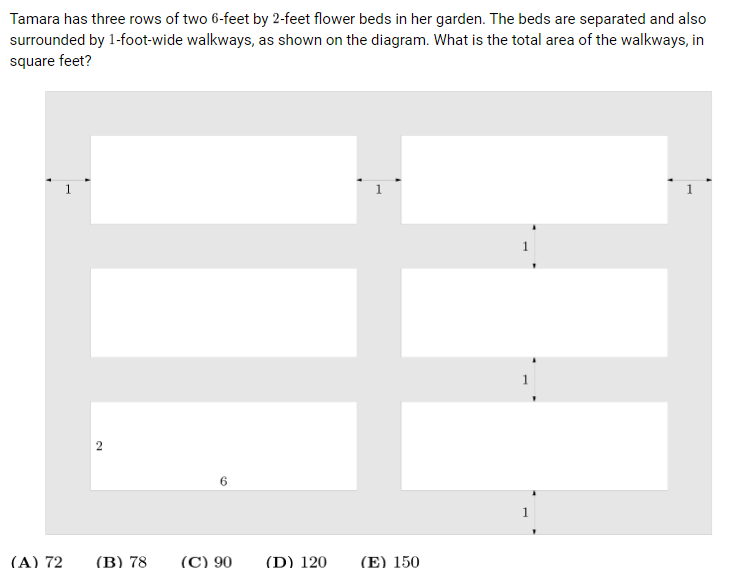 Tamara has three rows of two 6-feet by 2-feet flower beds in her garden. The beds are separated and also
surrounded by 1-foot-wide walkways, as shown on the diagram. What is the total area of the walkways, in
square feet?
1 1 1
1
1
2
6
1
(A) 72 (B) 78 (C) 90 (D) 120 (E) 150